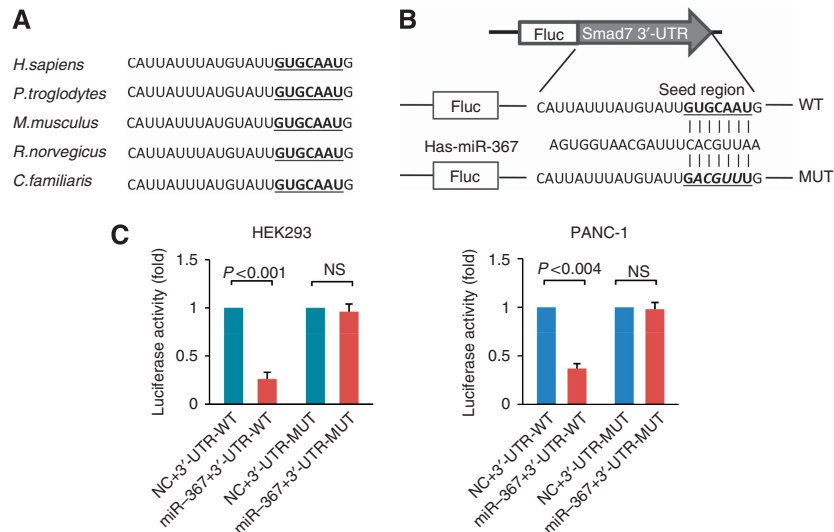 A
H.sapiens CAUUAUUUAUGUAUUGUGCAAUG
P.troglodytes CAUUAUUUAUGUAUUGUGCAAUG
M.musculus CAUUAUUUAUGUAUUGUGCAAUG
R.norvegicus CAUUAUUUAUGUAUUGUGCAAUG
C.familiaris CAUUAUUUAUGUAUUGUGCAAUG
B
Fluc Smad7 3′-UTR
Seed region
Fluc CAUUAUUUAUGUAUUGUGCAAUG WT
Has-miR-367 AGUGGUAACGAUUUCACGUUAA
Fluc CAUUAUUUAUGUAUUGACGUUUG MUT
C
HEK293
Luciferase activity (fold)
1.5
1
0.5
0
P<0.001
NS
NC+3′-UTR-WT
miR–367+3′-UTR-WT
NC+3′-UTR-MUT
miR–367+3′-UTR-MUT
PANC-1
Luciferase activity (fold)
1.5
1
0.5
0
P<0.004
NS
NC+3′-UTR-WT
miR–367+3′-UTR-WT
NC+3′-UTR-MUT
miR–367+3′-UTR-MUT